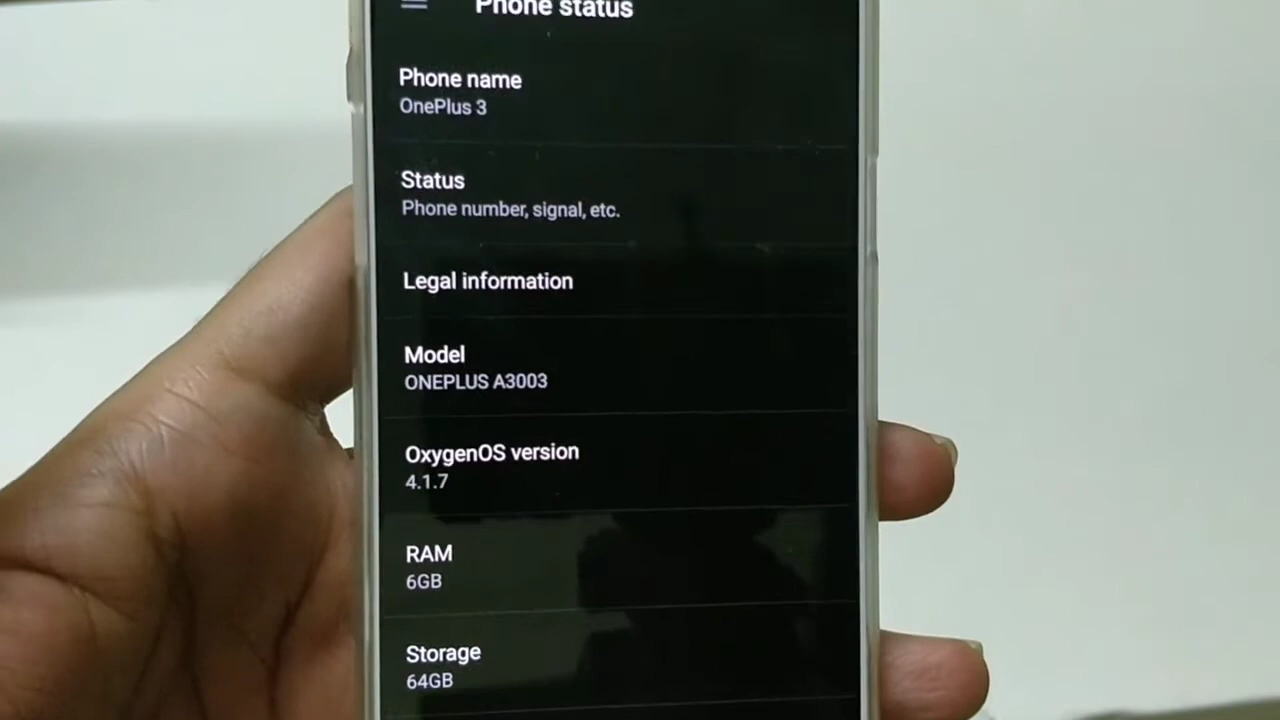 Phone status
Phone name
OnePlus 3
Status
Phone number, signal, etc.
Legal information
Model
ONEPLUS A3003
OxygenOS version
4.1.7
RAM
6GB
Storage
64GB